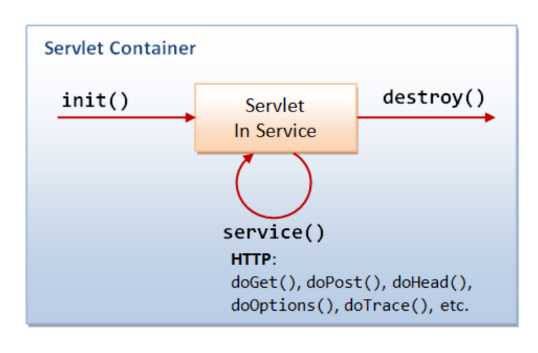 Servlet Container
init()
Servlet
In Service
destroy()
service()
HTTP:
doGet(), doPost(), doHead(),
doOptions(), doTrace(), etc.